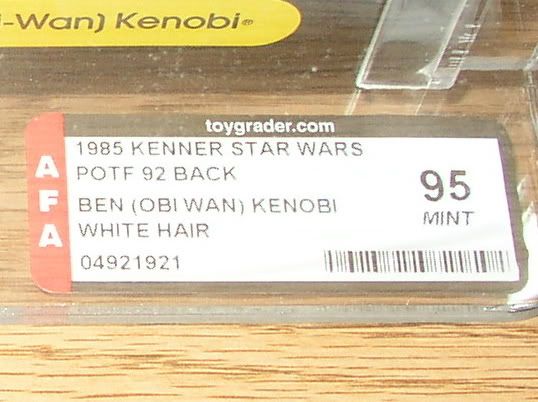 -Wan) Kenobi®
toygrader.com
AFA
1985 KENNER STAR WARS
POTF 92 BACK
BEN (OBI WAN) KENOBI
WHITE HAIR
04921921
95
MINT